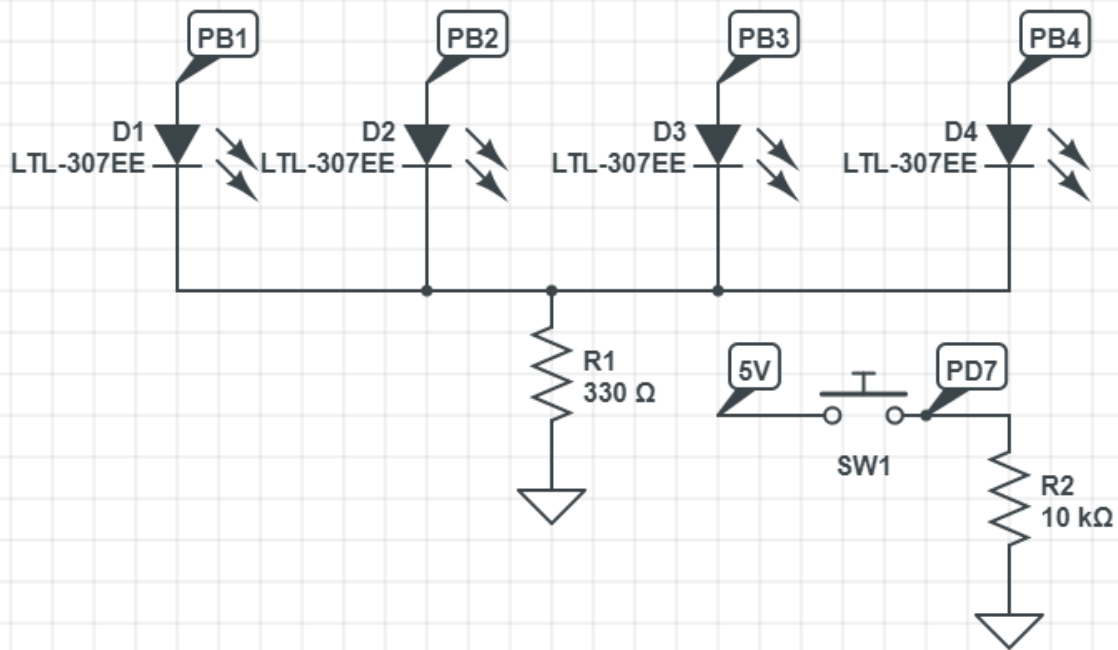 PB1
PB2
PB3
PB4
D1
LTL-307EE
D2
LTL-307EE
D3
LTL-307EE
D4
LTL-307EE
R1
330 Ω
5V
PD7
SW1
R2
10 kΩ